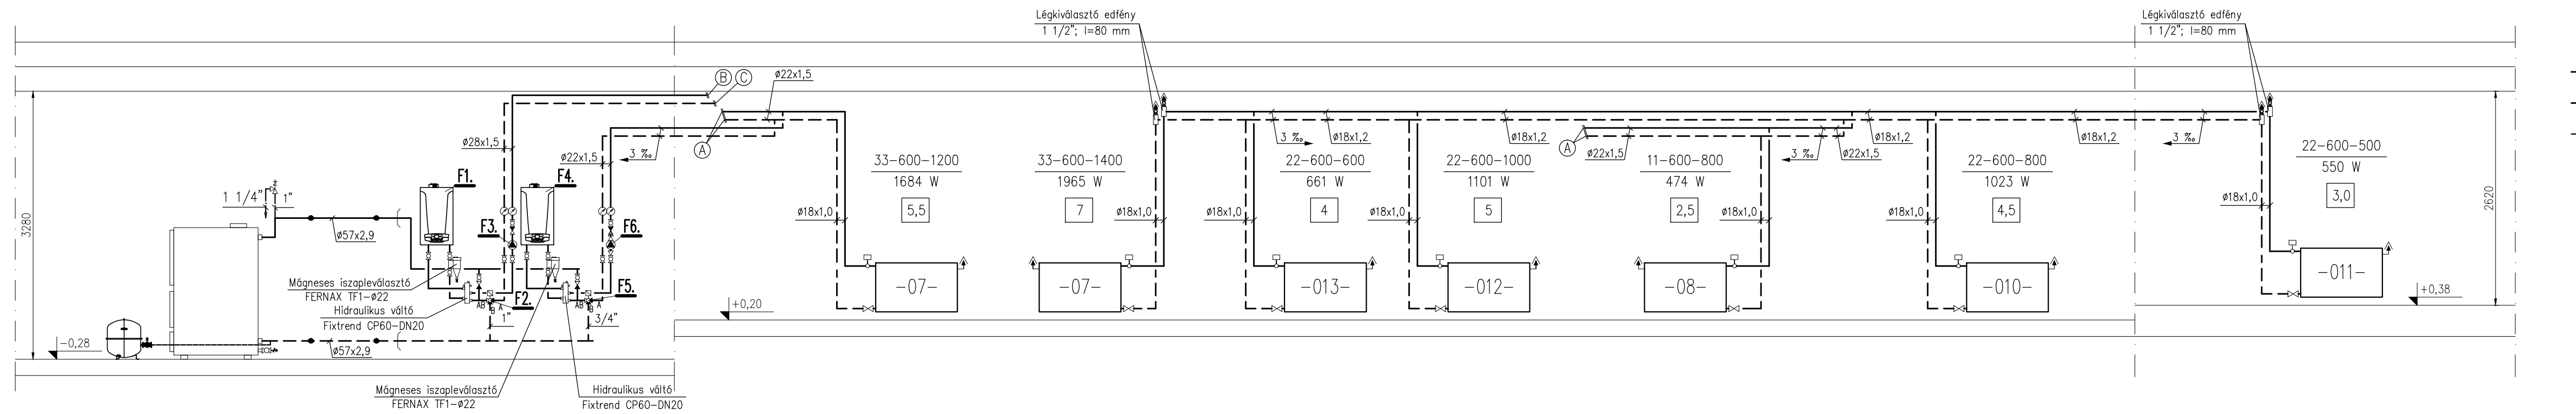 Légkiválasztó edfény
1 1/2"; l=80 mm
Légkiválasztó edfény
1 1/2"; l=80 mm
B
C
ø22x1,5
3280
ø28x1,5
ø22x1,5
3 ‰
A
F1.
F4.
F3.
F6.
1 1/4"
1"
ø57x2,9
Mágneses iszapleválasztó
FERNAX TF1-ø22
Hidraulikus váltó
Fixtrend CP60-DN20
AB
A
B
F2.
AB
A
B
F5.
1"
3/4"
-0,28
ø57x2,9
Mágneses iszapleválasztó
FERNAX TF1-ø22
Hidraulikus váltó
Fixtrend CP60-DN20
+0,20
33-600-1200
1684 W
5,5
ø18x1,0
-07-
33-600-1400
1965 W
7
ø18x1,0
-07-
3 ‰
ø18x1,2
22-600-600
661 W
4
ø18x1,0
-013-
ø18x1,2
22-600-1000
1101 W
5
ø18x1,0
-012-
A
ø22x1,5
3 ‰
ø22x1,5
11-600-800
474 W
2,5
ø18x1,0
-08-
ø18x1,2
ø18x1,2
22-600-800
1023 W
4,5
ø18x1,0
-010-
3 ‰
22-600-500
550 W
3,0
ø18x1,0
-011-
+0,38
2620